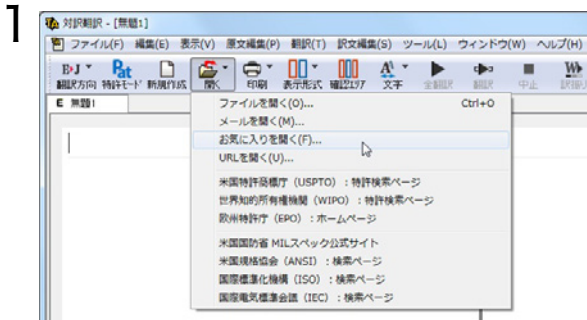 1
対訳翻訳 - [無題1]
ファイル(F) 編集(E) 表示(V) 原文編集(P) 翻訳(T) 訳文編集(S) ツール(L) ウィンドウ(W) ヘルプ(H)
E›J Pat A W
翻訳方向 特許モード 新規作成 開く 印刷 表示形式 確認エリア 文字 全翻訳 翻訳 中止
E 無題1
ファイルを開く(O)... Ctrl+O
メールを開く(M)...
お気に入りを開く(F)...
URLを開く(U)...
米国特許商標庁（USPTO）：特許検索ページ
世界知的所有権機関（WIPO）：特許検索ページ
欧州特許庁（EPO）：ホームページ
米国国防省 MILスペック公式サイト
米国規格協会（ANSI）：検索ページ
国際標準化機構（ISO）：検索ページ
国際電気標準会議（IEC）：検索ページ